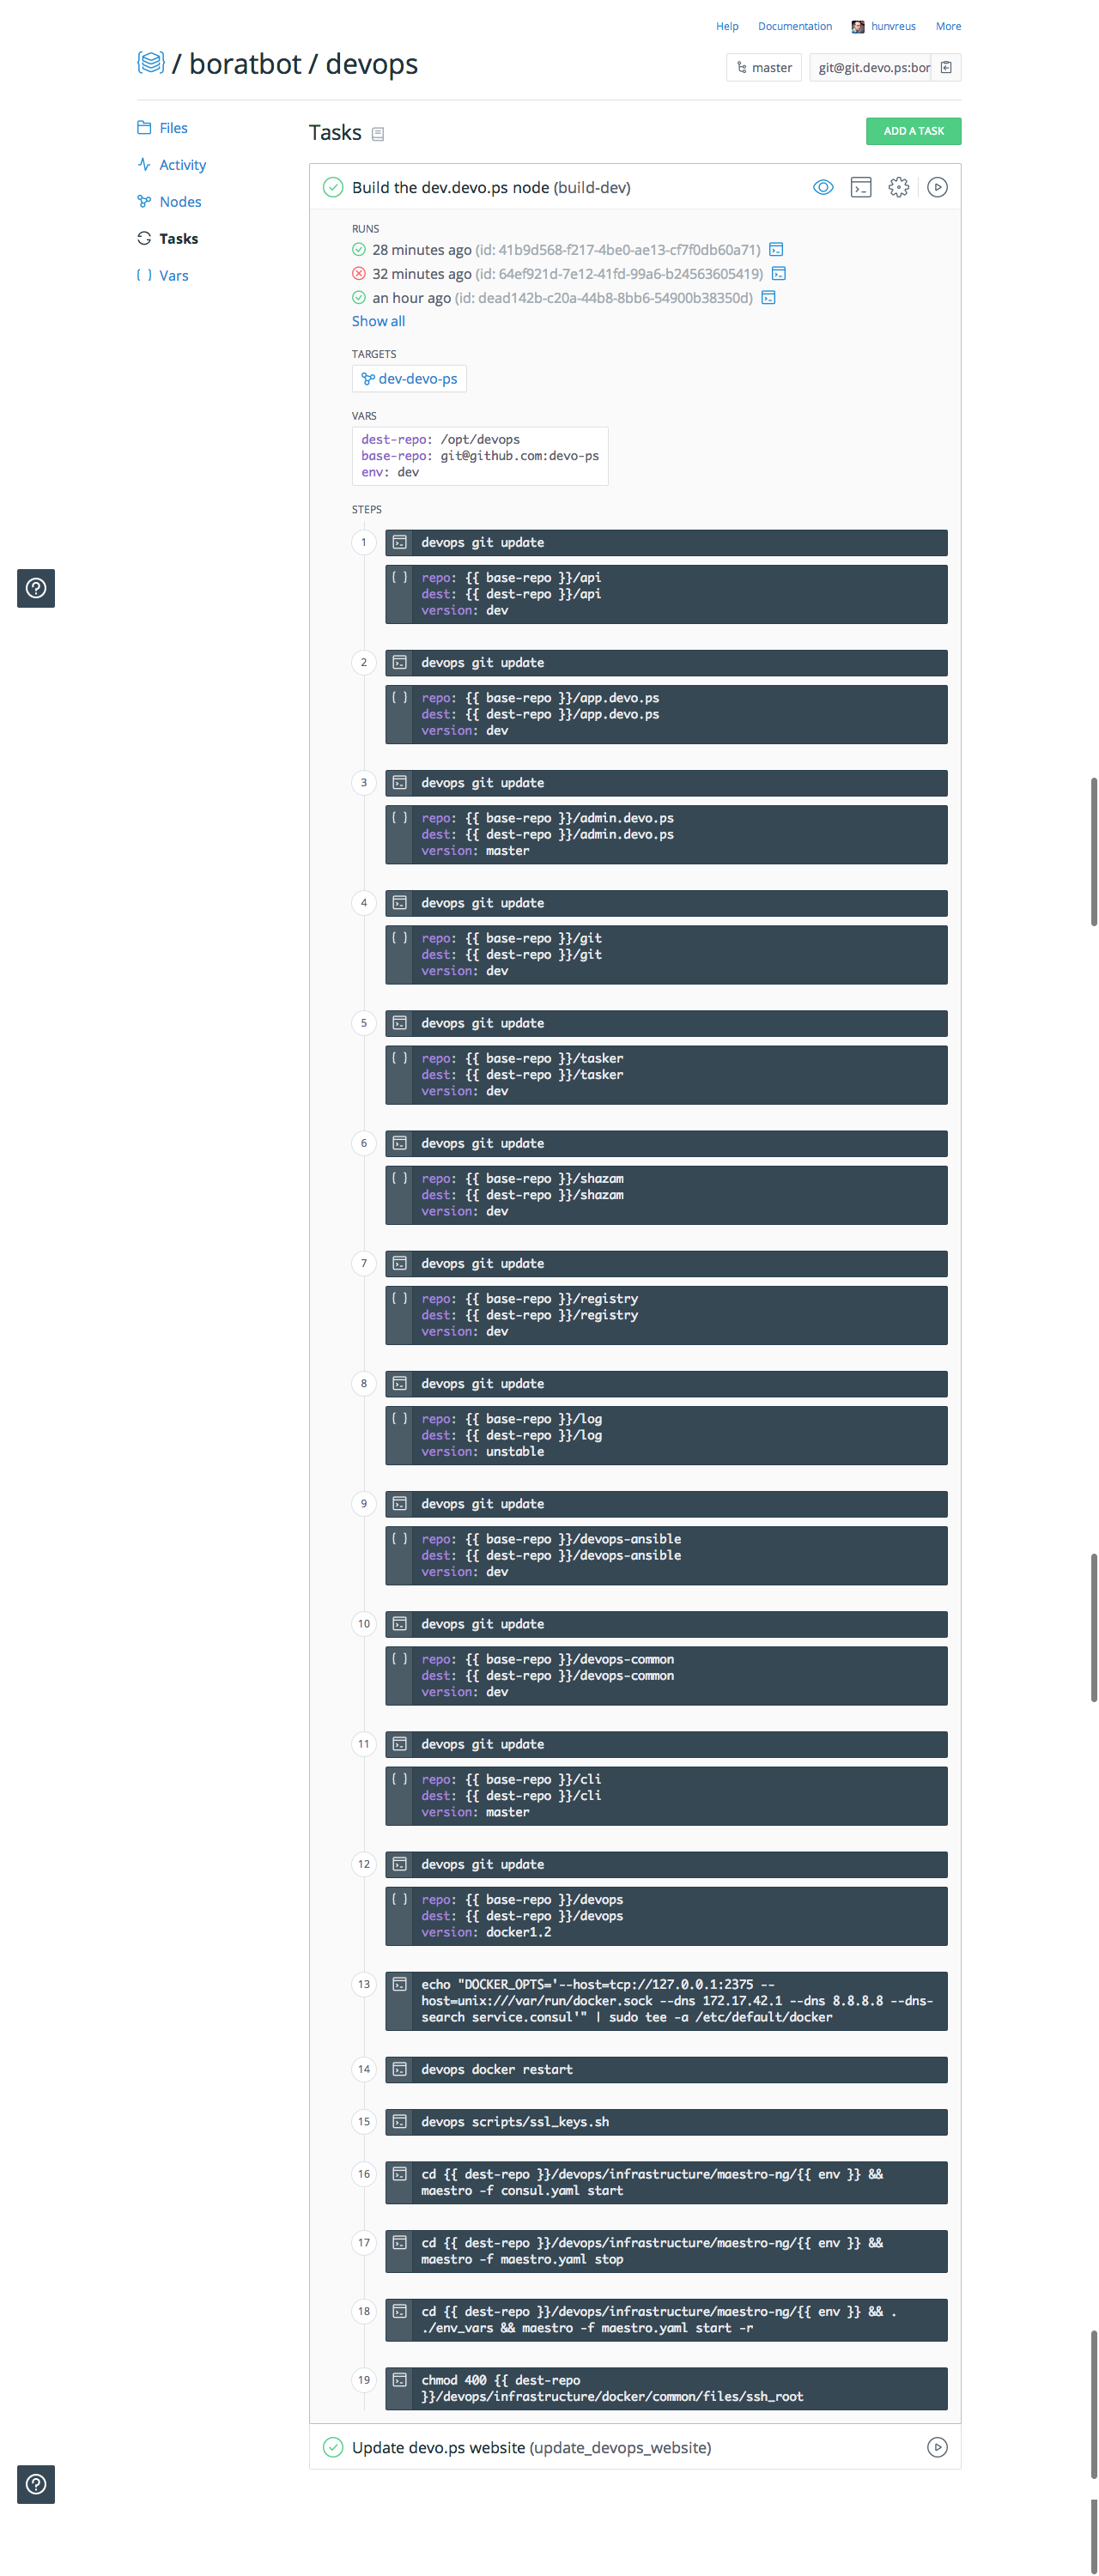 Help Documentation hunvreus More
/ boratbot / devops
master git@git.devo.ps:bor
Files
Activity
Nodes
Tasks
Vars
Tasks
ADD A TASK
Build the dev.devo.ps node (build-dev)
RUNS
28 minutes ago (id: 41b9d568-f217-4be0-ae13-cf7f0db60a71)
32 minutes ago (id: 64ef921d-7e12-41fd-99a6-b24563605419)
an hour ago (id: dead142b-c20a-44b8-8bb6-54900b38350d)
Show all
TARGETS
dev-devo-ps
VARS
dest-repo: /opt/devops
base-repo: git@github.com:devo-ps
env: dev
STEPS
1 devops git update
repo: {{ base-repo }}/api
dest: {{ dest-repo }}/api
version: dev
2 devops git update
repo: {{ base-repo }}/app.devo.ps
dest: {{ dest-repo }}/app.devo.ps
version: dev
3 devops git update
repo: {{ base-repo }}/admin.devo.ps
dest: {{ dest-repo }}/admin.devo.ps
version: master
4 devops git update
repo: {{ base-repo }}/git
dest: {{ dest-repo }}/git
version: dev
5 devops git update
repo: {{ base-repo }}/tasker
dest: {{ dest-repo }}/tasker
version: dev
6 devops git update
repo: {{ base-repo }}/shazam
dest: {{ dest-repo }}/shazam
version: dev
7 devops git update
repo: {{ base-repo }}/registry
dest: {{ dest-repo }}/registry
version: dev
8 devops git update
repo: {{ base-repo }}/log
dest: {{ dest-repo }}/log
version: unstable
9 devops git update
repo: {{ base-repo }}/devops-ansible
dest: {{ dest-repo }}/devops-ansible
version: dev
10 devops git update
repo: {{ base-repo }}/devops-common
dest: {{ dest-repo }}/devops-common
version: dev
11 devops git update
repo: {{ base-repo }}/cli
dest: {{ dest-repo }}/cli
version: master
12 devops git update
repo: {{ base-repo }}/devops
dest: {{ dest-repo }}/devops
version: docker1.2
13 echo "DOCKER_OPTS='--host=tcp://127.0.0.1:2375 --
host=unix:///var/run/docker.sock --dns 172.17.42.1 --dns 8.8.8.8 --dns-
search service.consul'" | sudo tee -a /etc/default/docker
14 devops docker restart
15 devops scripts/ssl_keys.sh
16 cd {{ dest-repo }}/devops/infrastructure/maestro-ng/{{ env }} &&
maestro -f consul.yaml start
17 cd {{ dest-repo }}/devops/infrastructure/maestro-ng/{{ env }} &&
maestro -f maestro.yaml stop
18 cd {{ dest-repo }}/devops/infrastructure/maestro-ng/{{ env }} && .
./env_vars && maestro -f maestro.yaml start -r
19 chmod 400 {{ dest-repo
}}/devops/infrastructure/docker/common/files/ssh_root
Update devo.ps website (update_devops_website)